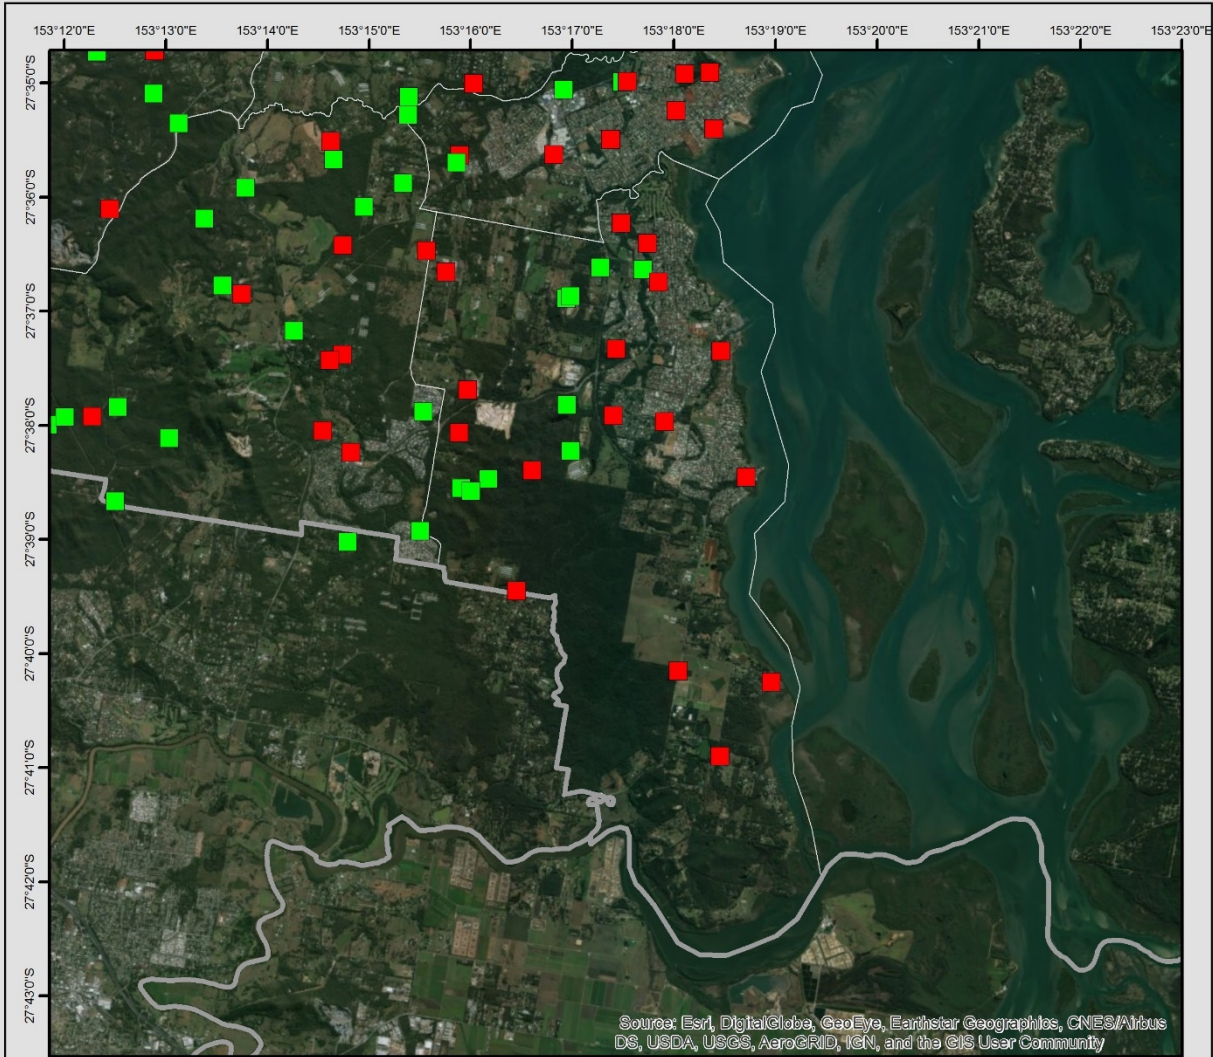 153°12'0"E 153°13'0"E 153°14'0"E 153°15'0"E 153°16'0"E 153°17'0"E 153°18'0"E 153°19'0"E 153°20'0"E 153°21'0"E 153°22'0"E 153°23'0"E
27°35'0"S
27°36'0"S
27°37'0"S
27°38'0"S
27°39'0"S
27°40'0"S
27°41'0"S
27°42'0"S
27°43'0"S
Source: Esri, DigitalGlobe, GeoEye, Earthstar Geographics, CNES/Airbus
DS, USDA, USGS, AeroGRID, IGN, and the GIS User Community